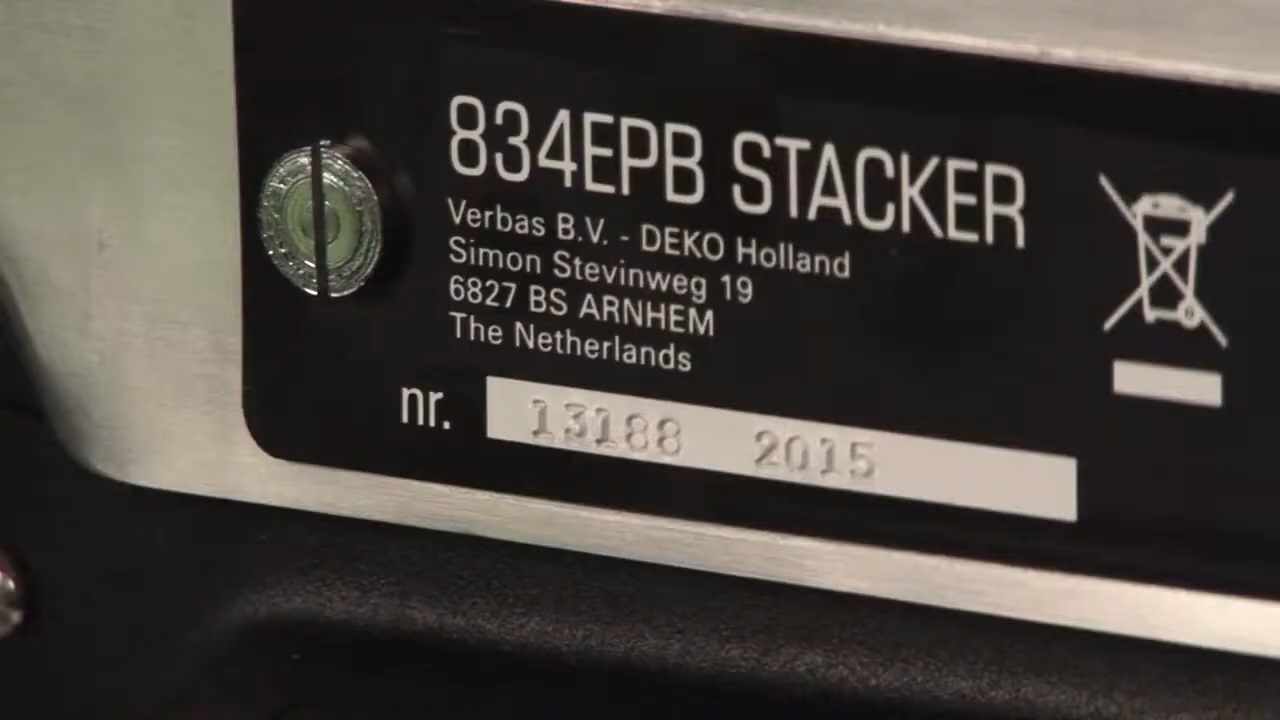 834EPB STACKER
Verbas B.V. - DEKO Holland
Simon Stevinweg 19
6827 BS ARNHEM
The Netherlands
nr. 13188 2015